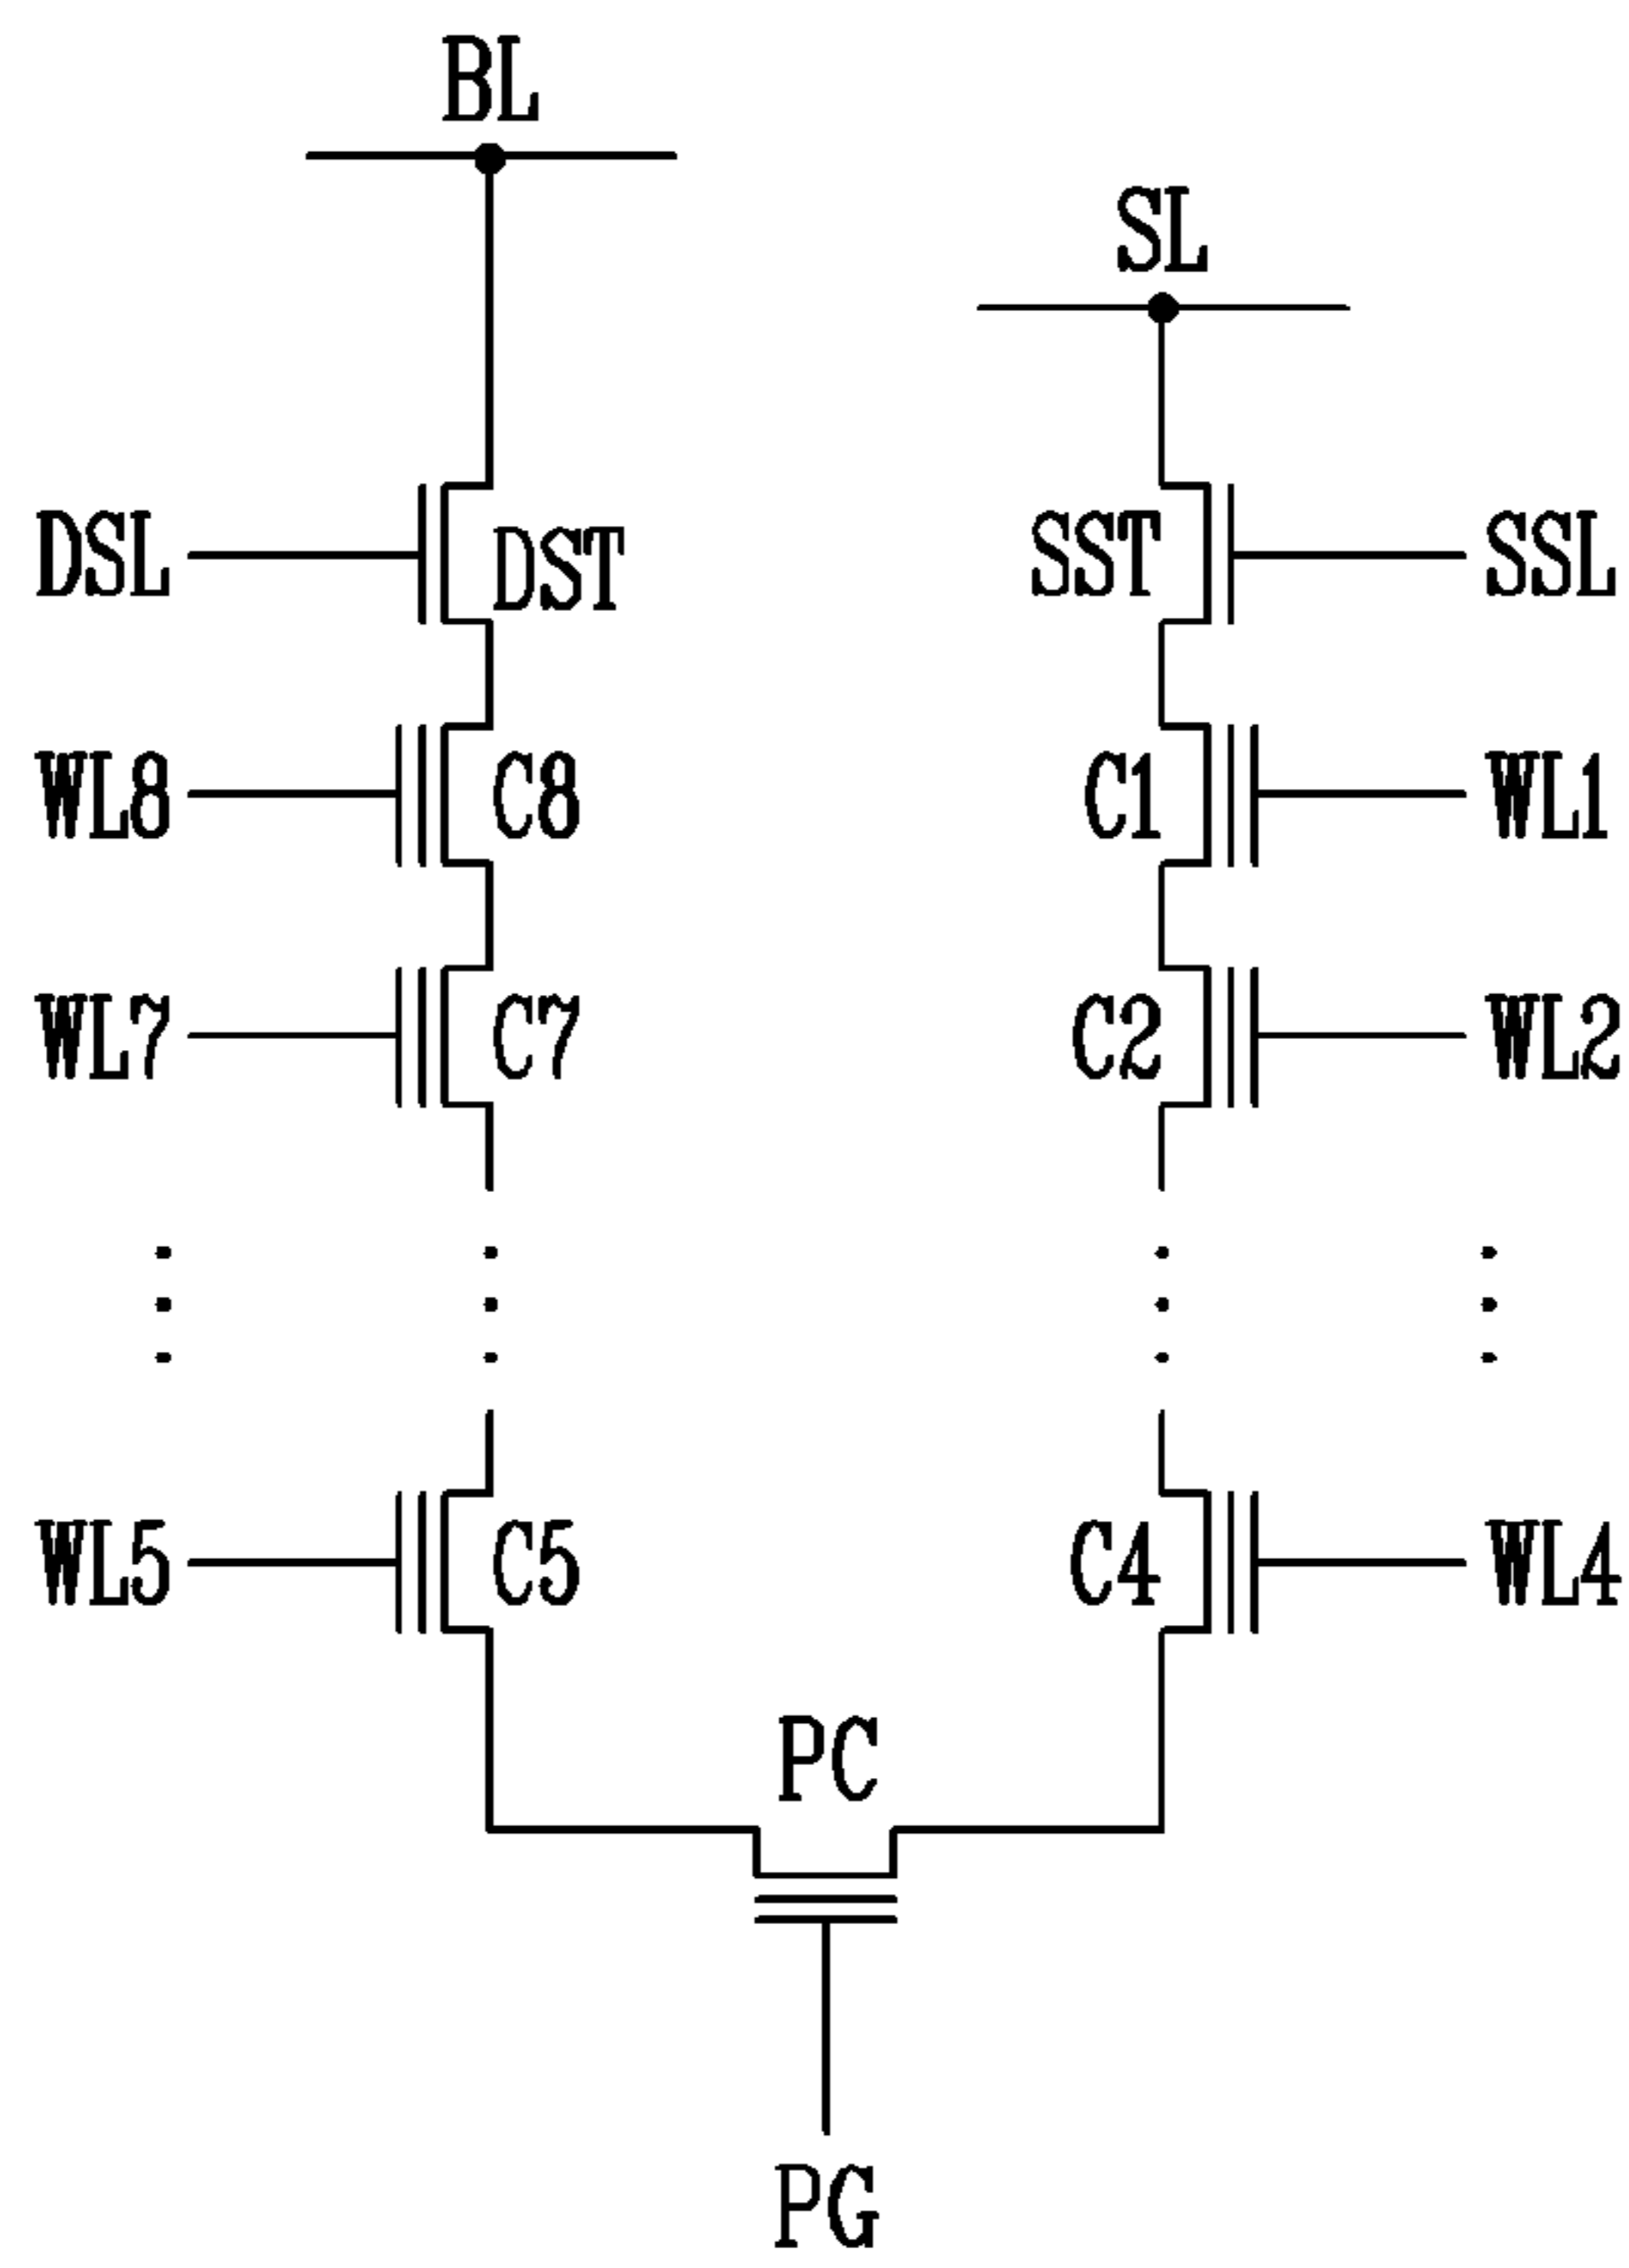 BL
SL
DSL DST SST SSL
WL8 C8 C1 WL1
WL7 C7 C2 WL2
WL5 C5 C4 WL4
PC
PG